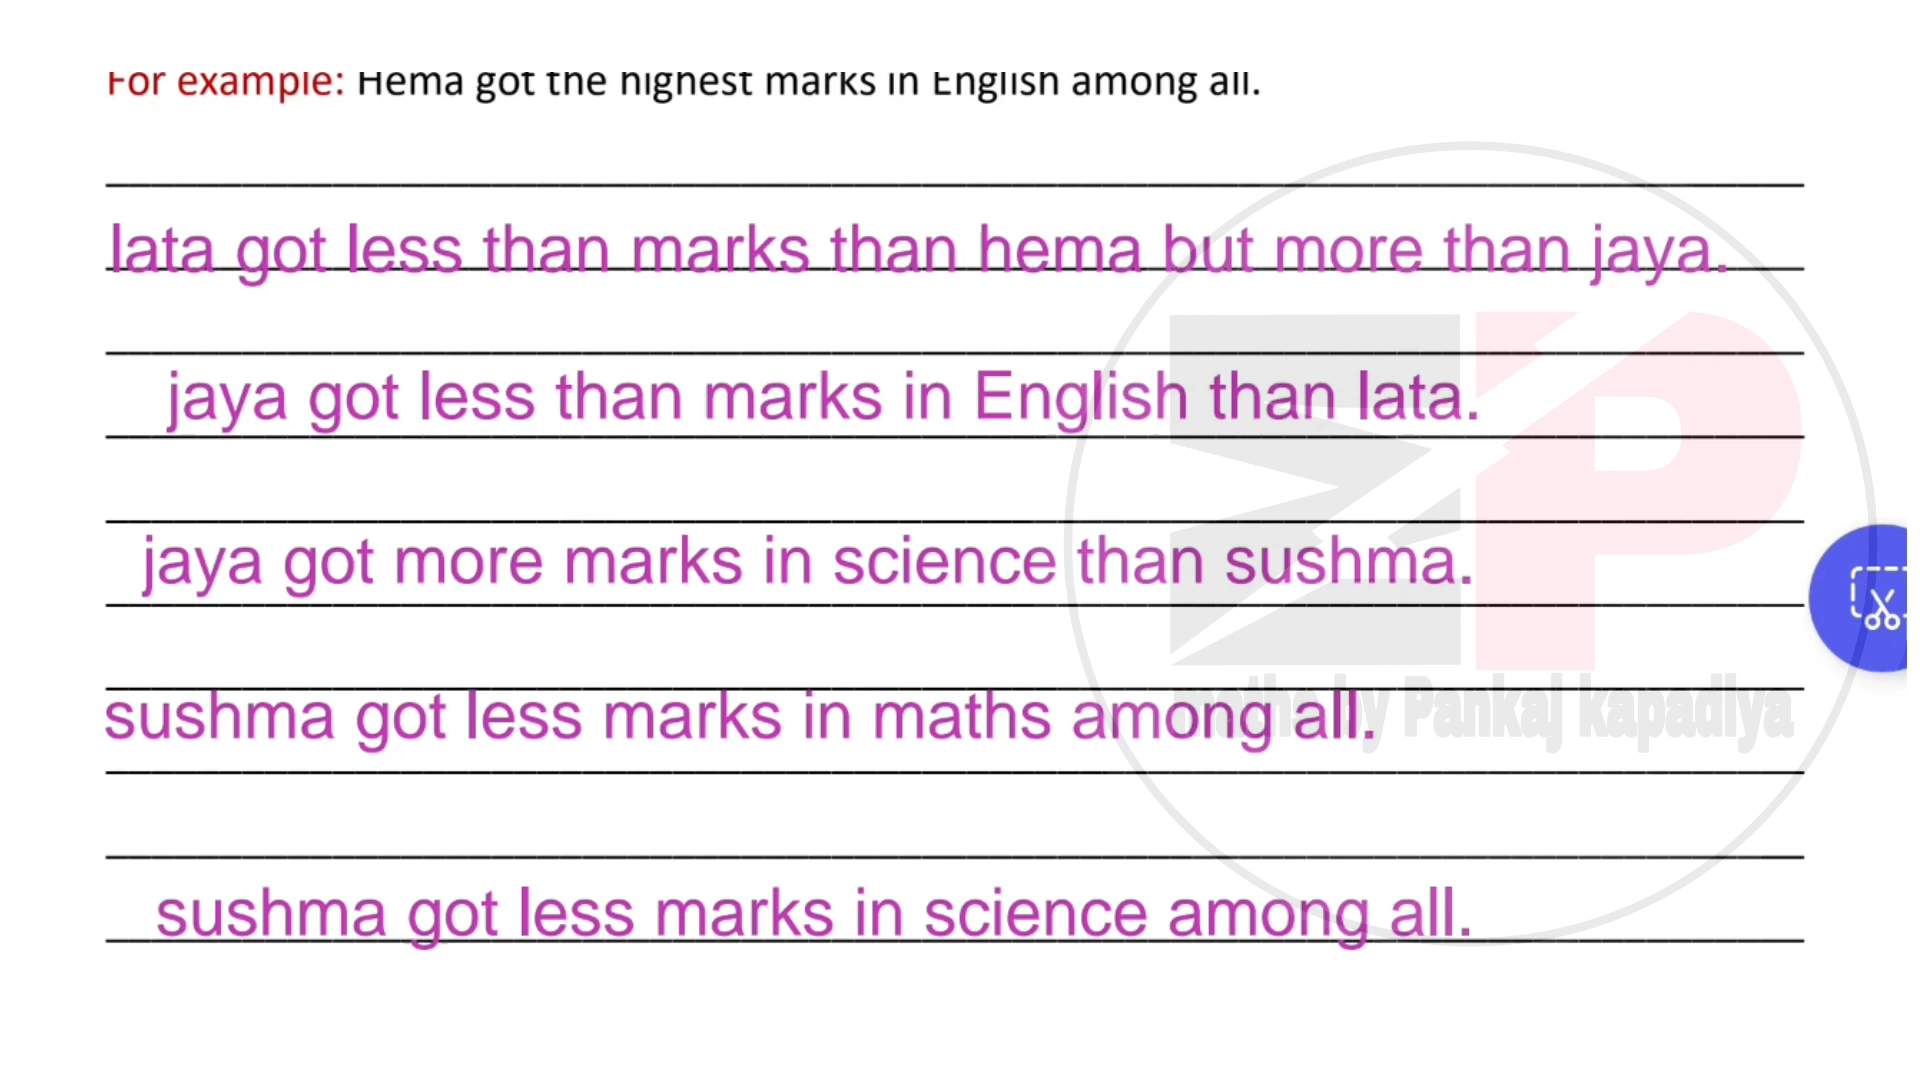 For example: Hema got the highest marks in English among all.
lata got less than marks than hema but more than jaya.
jaya got less than marks in English than lata.
jaya got more marks in science than sushma.
sushma got less marks in maths among all.
maths by Pankaj kapadiya
sushma got less marks in science among all.